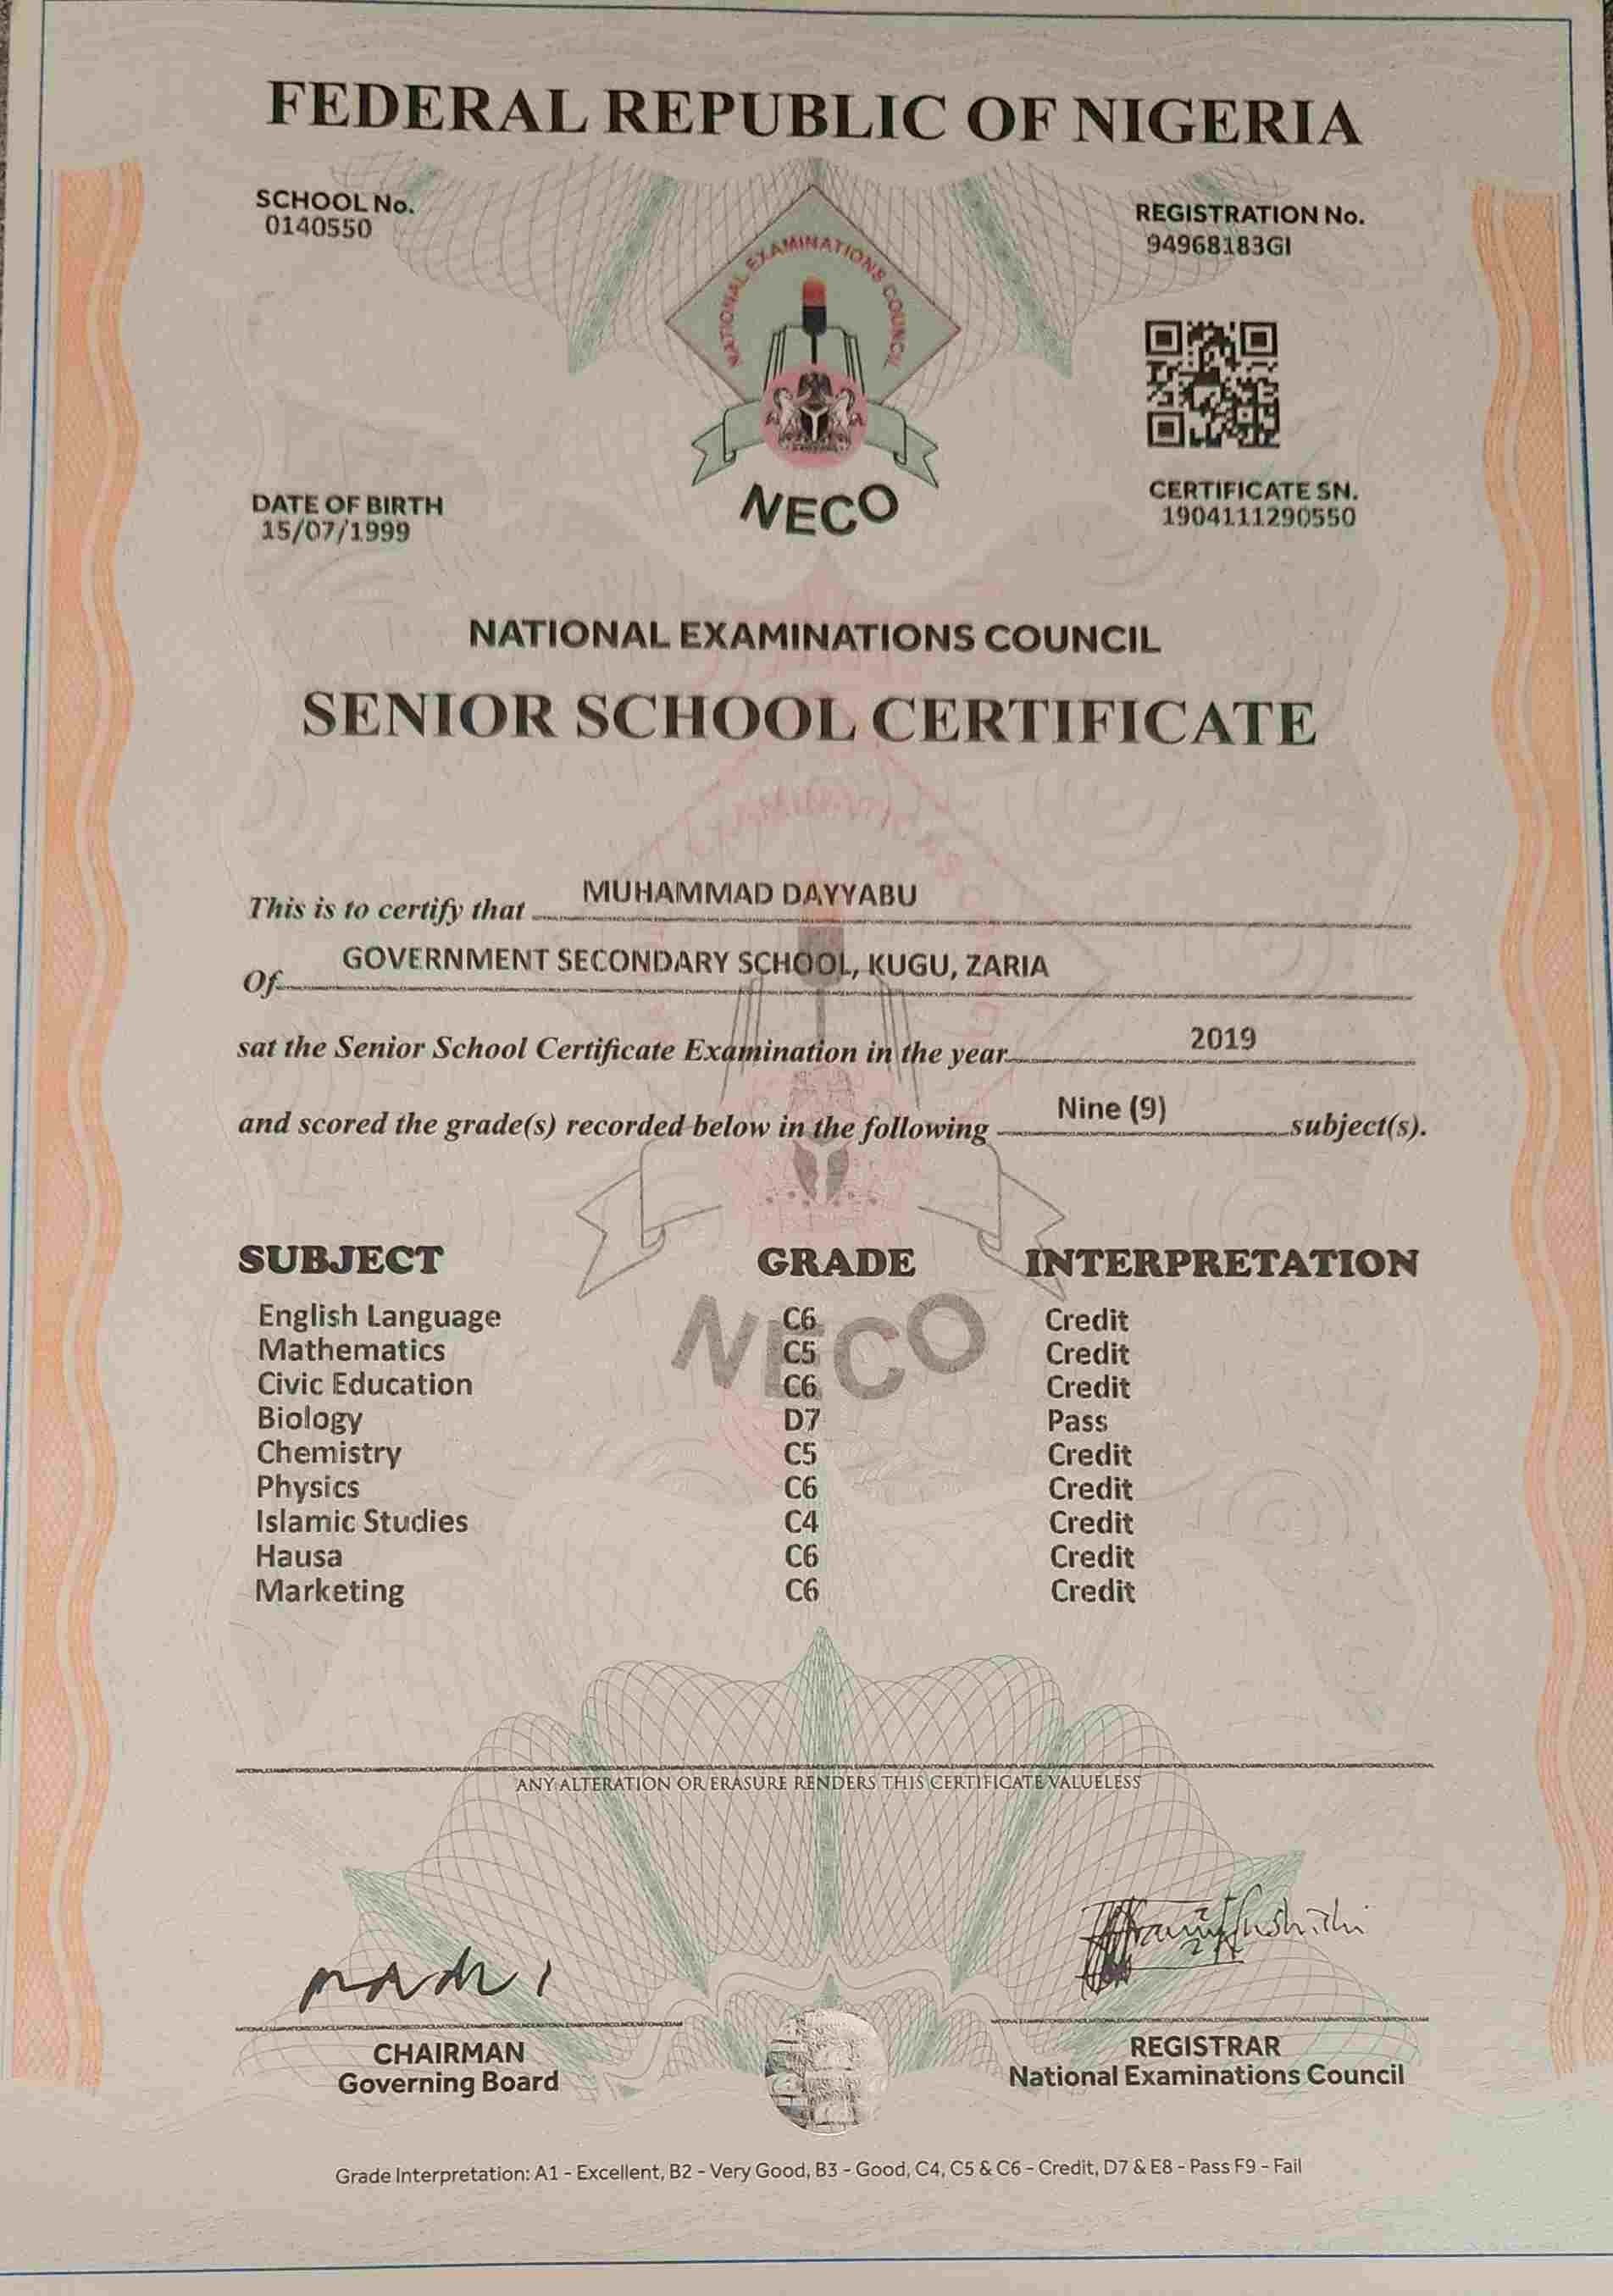 FEDERAL REPUBLIC OF NIGERIA
SCHOOL No.
0140550
REGISTRATION No.
94968183GI
NATIONAL EXAMINATIONS COUNCIL
NECO
DATE OF BIRTH
15/07/1999
CERTIFICATE SN.
1904111290550
NATIONAL EXAMINATIONS COUNCIL
SENIOR SCHOOL CERTIFICATE
This is to certify that MUHAMMAD DAYYABU
Of GOVERNMENT SECONDARY SCHOOL, KUGU, ZARIA
sat the Senior School Certificate Examination in the year 2019
and scored the grade(s) recorded below in the following Nine (9) subject(s).
SUBJECT GRADE INTERPRETATION
English Language C6 Credit
Mathematics C5 Credit
Civic Education C6 Credit
Biology D7 Pass
Chemistry C5 Credit
Physics C6 Credit
Islamic Studies C4 Credit
Hausa C6 Credit
Marketing C6 Credit
NECO
ANY ALTERATION OR ERASURE RENDERS THIS CERTIFICATE VALUELESS
CHAIRMAN
Governing Board
REGISTRAR
National Examinations Council
Grade Interpretation: A1 - Excellent, B2 - Very Good, B3 - Good, C4, C5 & C6 - Credit, D7 & E8 - Pass F9 - Fail